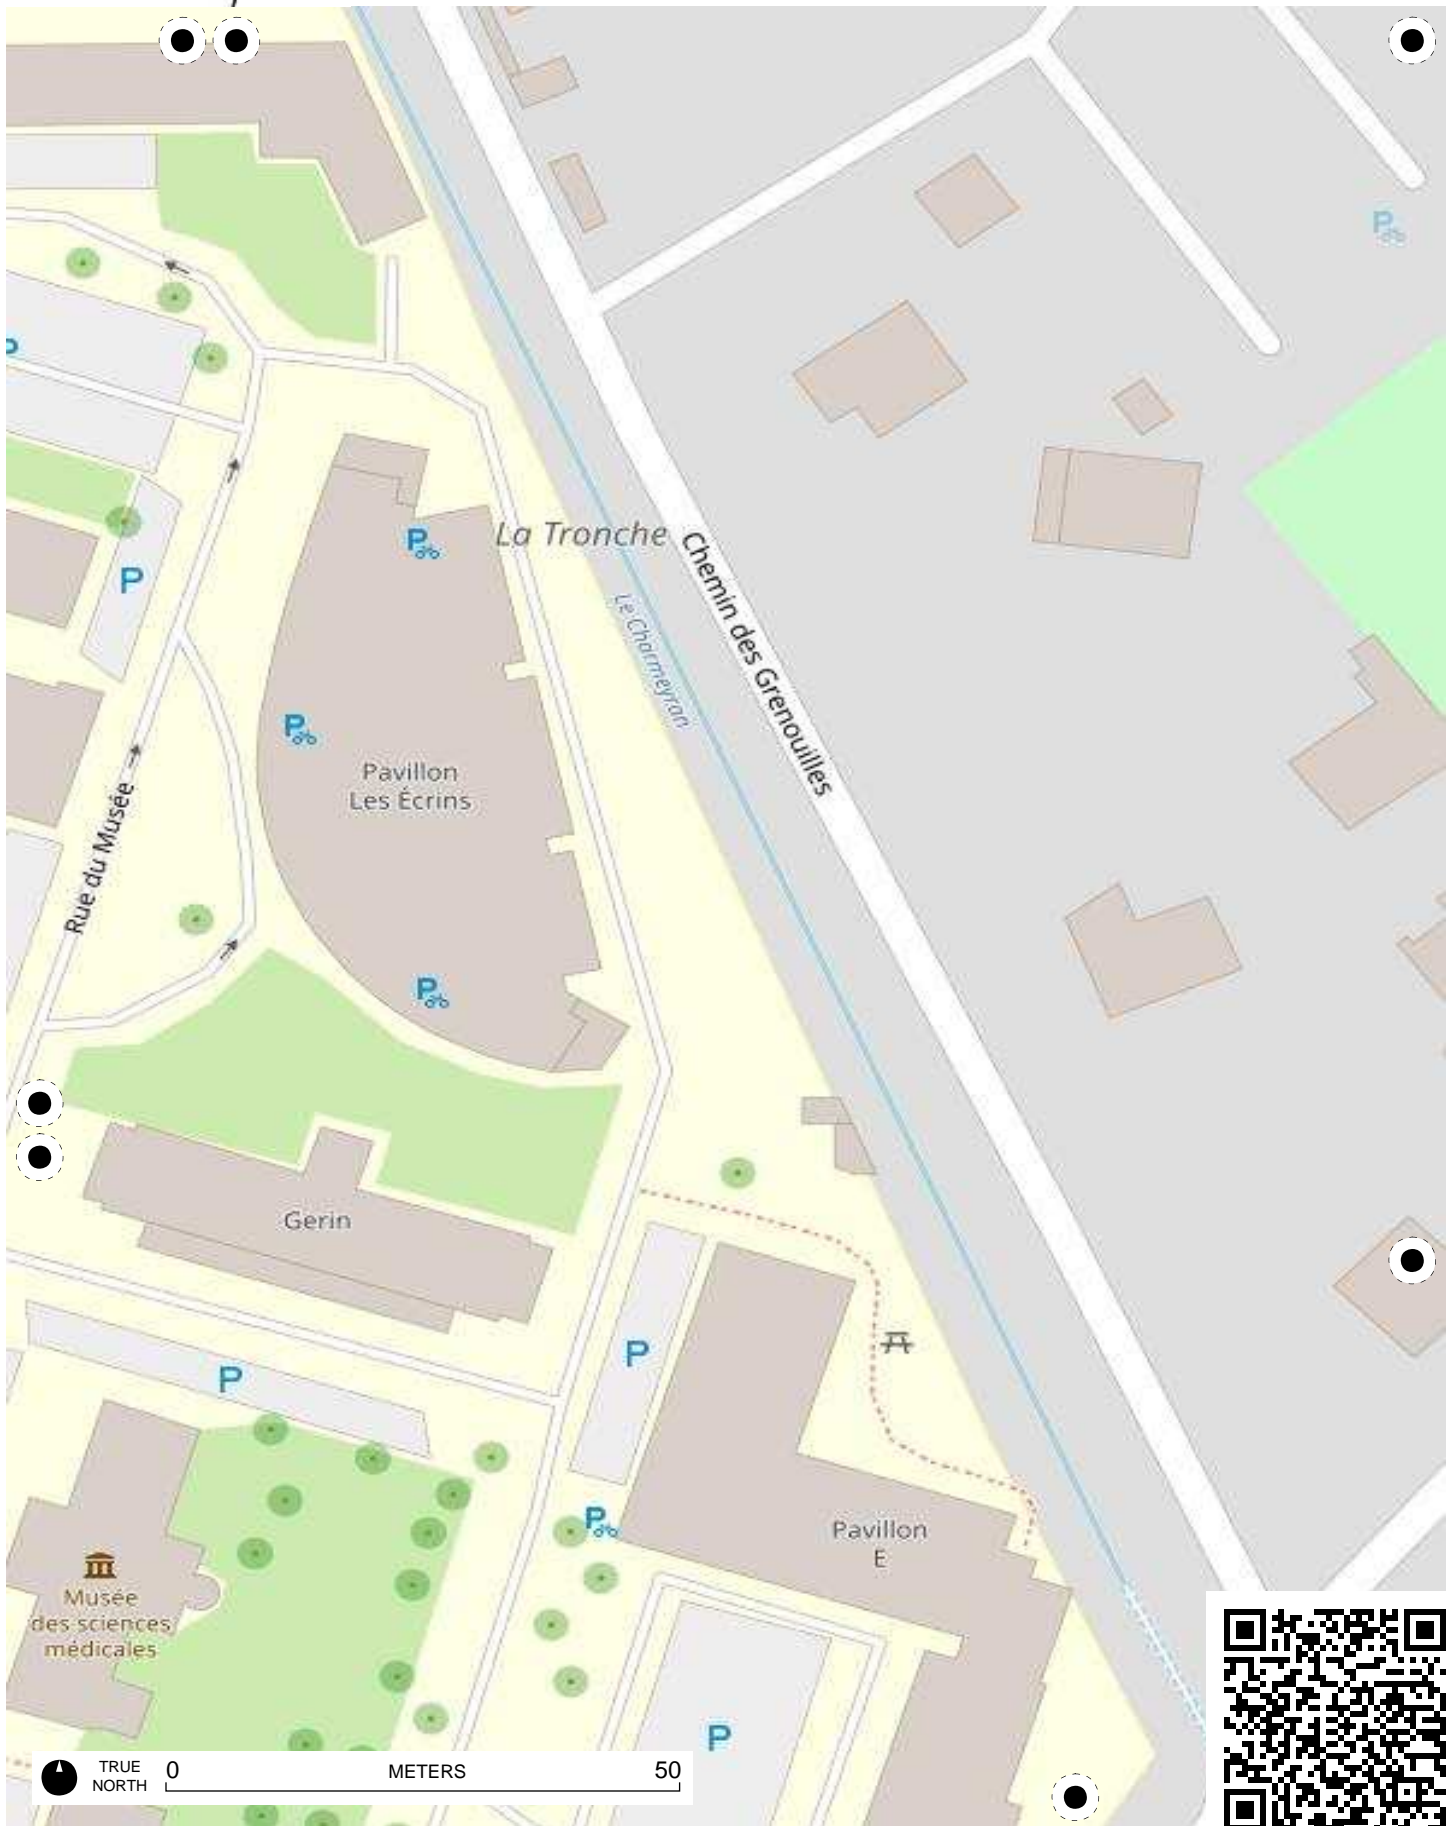 P
P
La Tronche
P
P
Chemin des Grenouilles
Le Charmeyran
P
Pavillon
Les Écrins
Rue du Musée
P
Gerin
P
P
P
Pavillon
E
Musée
des sciences
médicales
P
TRUE
NORTH
0 METERS 50